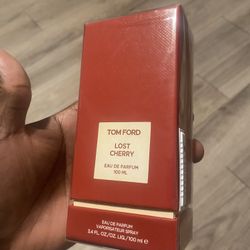 TOM FORD
LOST
CHERRY
EAU DE PARFUM
100 ML
EAU DE PARFUM
VAPORISATEUR SPRAY
3.4 FL.OZ./OZ. LIQ./100 ml ℮